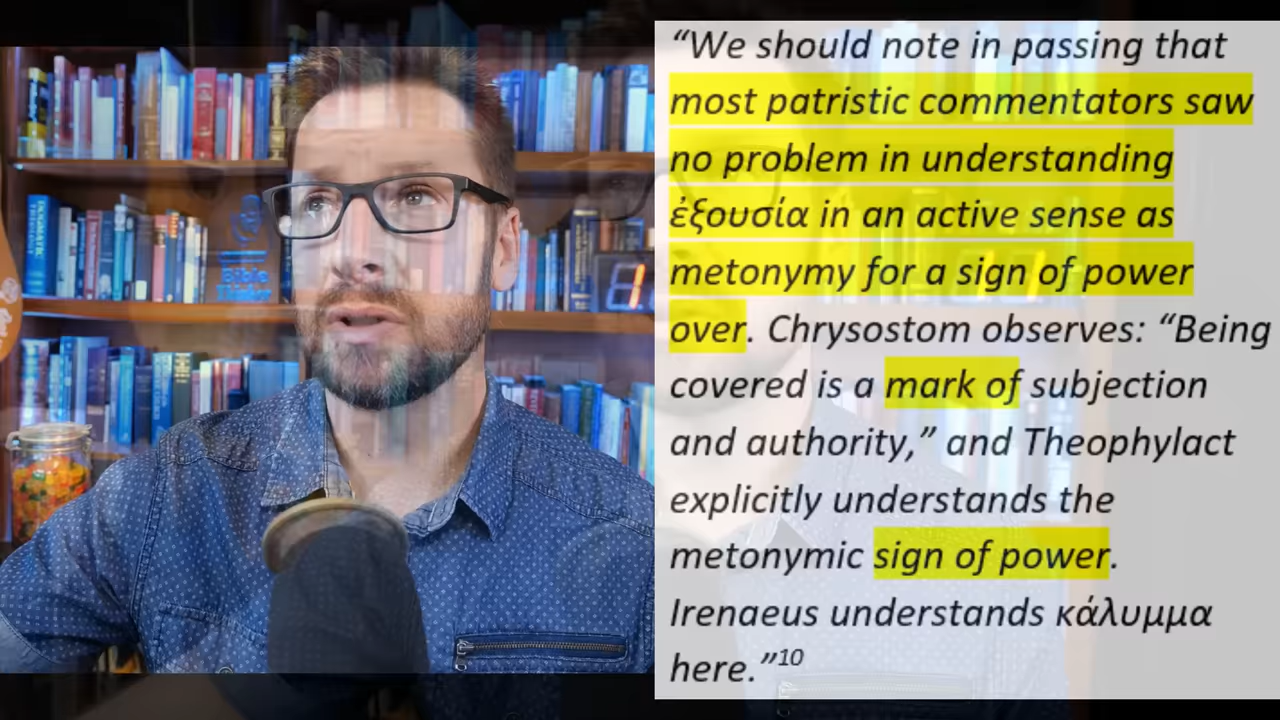 “We should note in passing that
most patristic commentators saw
no problem in understanding
ἐξουσία in an active sense as
metonymy for a sign of power
over. Chrysostom observes: “Being
covered is a mark of subjection
and authority,” and Theophylact
explicitly understands the
metonymic sign of power.
Irenaeus understands κάλυμμα
here.”10
Bible
Thinker